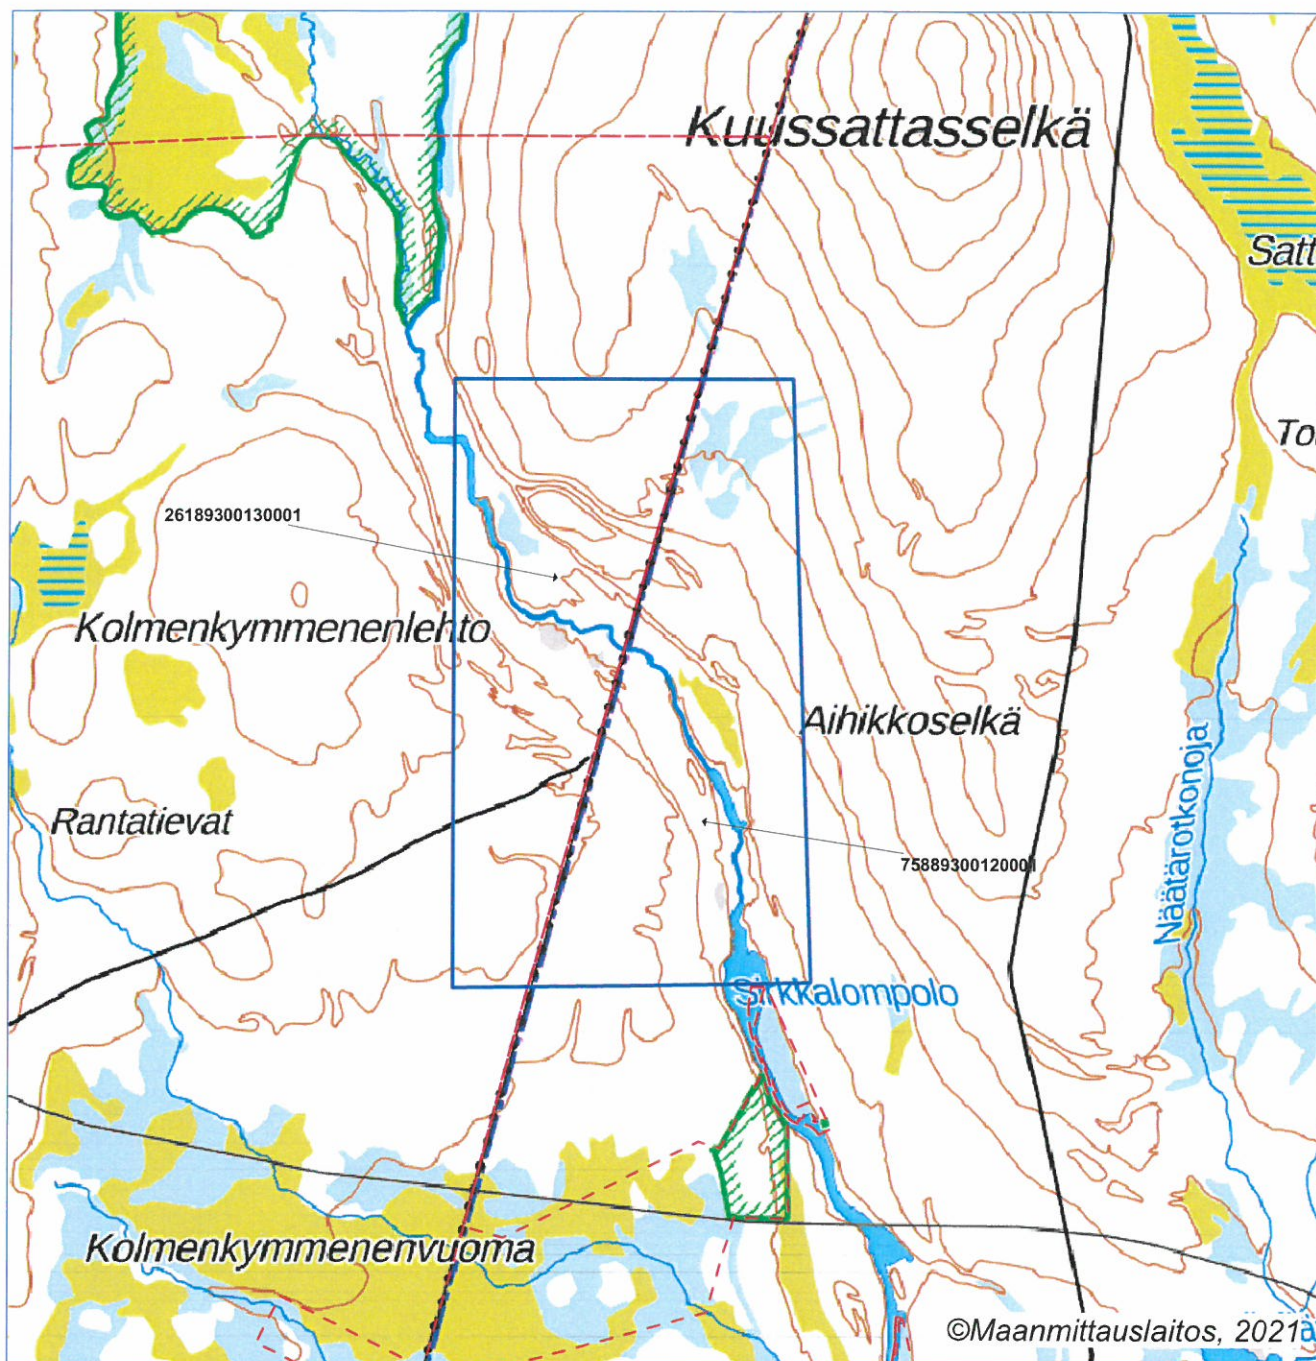 Kuussattasselkä
Satt
To
26189300130001
Kolmenkymmenenlehto
Aihikkoselkä
Näätärotkonoja
Rantatievat
75889300120001
Sirkkalompolo
Kolmenkymmenenvuoma
©Maanmittauslaitos, 2021